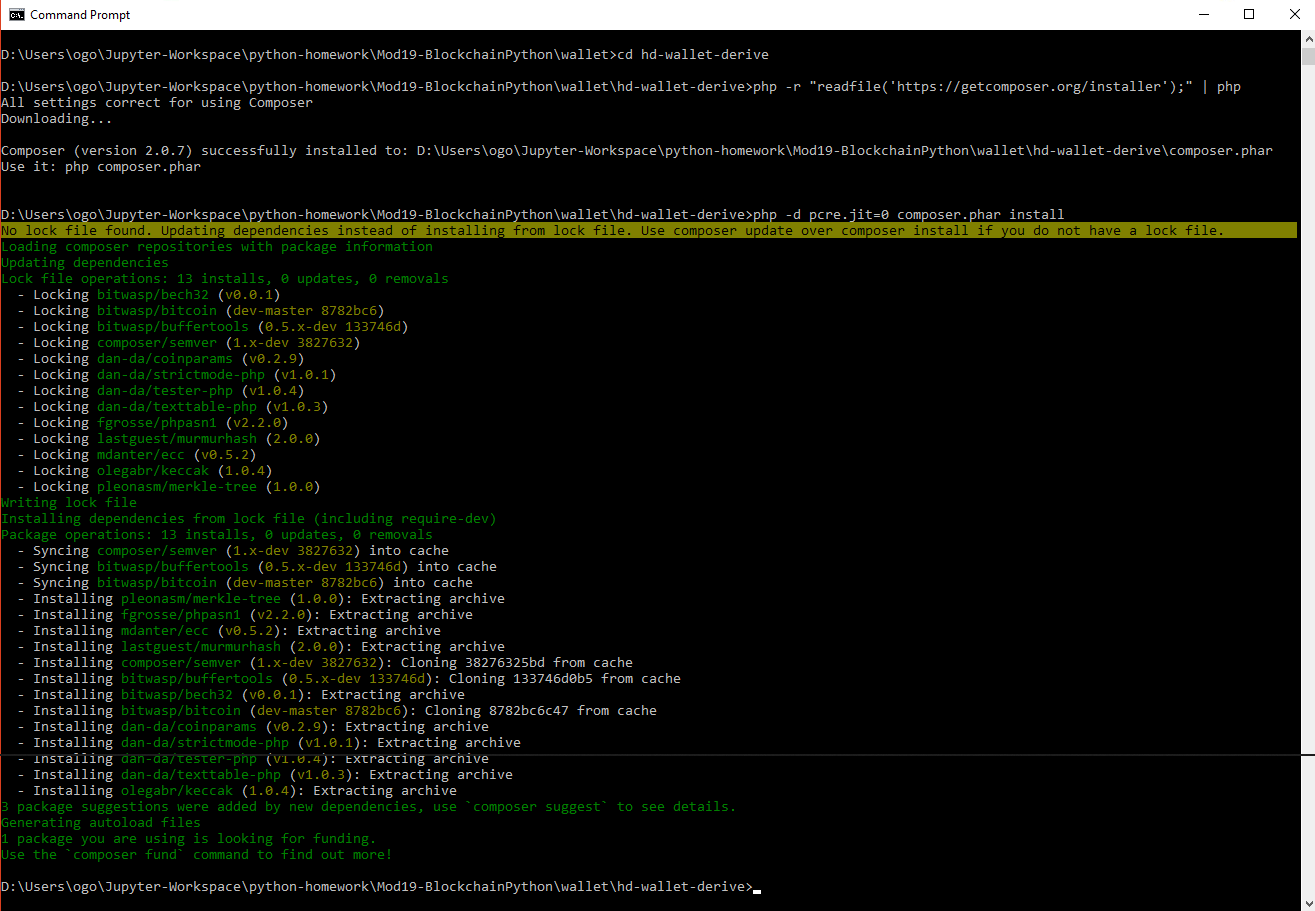 Command Prompt
D:\Users\ogo\Jupyter-Workspace\python-homework\Mod19-BlockchainPython\wallet>cd hd-wallet-derive
D:\Users\ogo\Jupyter-Workspace\python-homework\Mod19-BlockchainPython\wallet\hd-wallet-derive>php -r "readfile('https://getcomposer.org/installer');" | php
All settings correct for using Composer
Downloading...
Composer (version 2.0.7) successfully installed to: D:\Users\ogo\Jupyter-Workspace\python-homework\Mod19-BlockchainPython\wallet\hd-wallet-derive\composer.phar
Use it: php composer.phar
D:\Users\ogo\Jupyter-Workspace\python-homework\Mod19-BlockchainPython\wallet\hd-wallet-derive>php -d pcre.jit=0 composer.phar install
No lock file found. Updating dependencies instead of installing from lock file. Use composer update over composer install if you do not have a lock file.
Loading composer repositories with package information
Updating dependencies
Lock file operations: 13 installs, 0 updates, 0 removals
- Locking bitwasp/bech32 (v0.0.1)
- Locking bitwasp/bitcoin (dev-master 8782bc6)
- Locking bitwasp/buffertools (0.5.x-dev 133746d)
- Locking composer/semver (1.x-dev 3827632)
- Locking dan-da/coinparams (v0.2.9)
- Locking dan-da/strictmode-php (v1.0.1)
- Locking dan-da/tester-php (v1.0.4)
- Locking dan-da/texttable-php (v1.0.3)
- Locking fgrosse/phpasn1 (v2.2.0)
- Locking lastguest/murmurhash (2.0.0)
- Locking mdanter/ecc (v0.5.2)
- Locking olegabr/keccak (1.0.4)
- Locking pleonasm/merkle-tree (1.0.0)
Writing lock file
Installing dependencies from lock file (including require-dev)
Package operations: 13 installs, 0 updates, 0 removals
- Syncing composer/semver (1.x-dev 3827632) into cache
- Syncing bitwasp/buffertools (0.5.x-dev 133746d) into cache
- Syncing bitwasp/bitcoin (dev-master 8782bc6) into cache
- Installing pleonasm/merkle-tree (1.0.0): Extracting archive
- Installing fgrosse/phpasn1 (v2.2.0): Extracting archive
- Installing mdanter/ecc (v0.5.2): Extracting archive
- Installing lastguest/murmurhash (2.0.0): Extracting archive
- Installing composer/semver (1.x-dev 3827632): Cloning 38276325bd from cache
- Installing bitwasp/buffertools (0.5.x-dev 133746d): Cloning 133746d0b5 from cache
- Installing bitwasp/bech32 (v0.0.1): Extracting archive
- Installing bitwasp/bitcoin (dev-master 8782bc6): Cloning 8782bc6c47 from cache
- Installing dan-da/coinparams (v0.2.9): Extracting archive
- Installing dan-da/strictmode-php (v1.0.1): Extracting archive
- Installing dan-da/tester-php (v1.0.4): Extracting archive
- Installing dan-da/texttable-php (v1.0.3): Extracting archive
- Installing olegabr/keccak (1.0.4): Extracting archive
3 package suggestions were added by new dependencies, use `composer suggest` to see details.
Generating autoload files
1 package you are using is looking for funding.
Use the `composer fund` command to find out more!
D:\Users\ogo\Jupyter-Workspace\python-homework\Mod19-BlockchainPython\wallet\hd-wallet-derive>